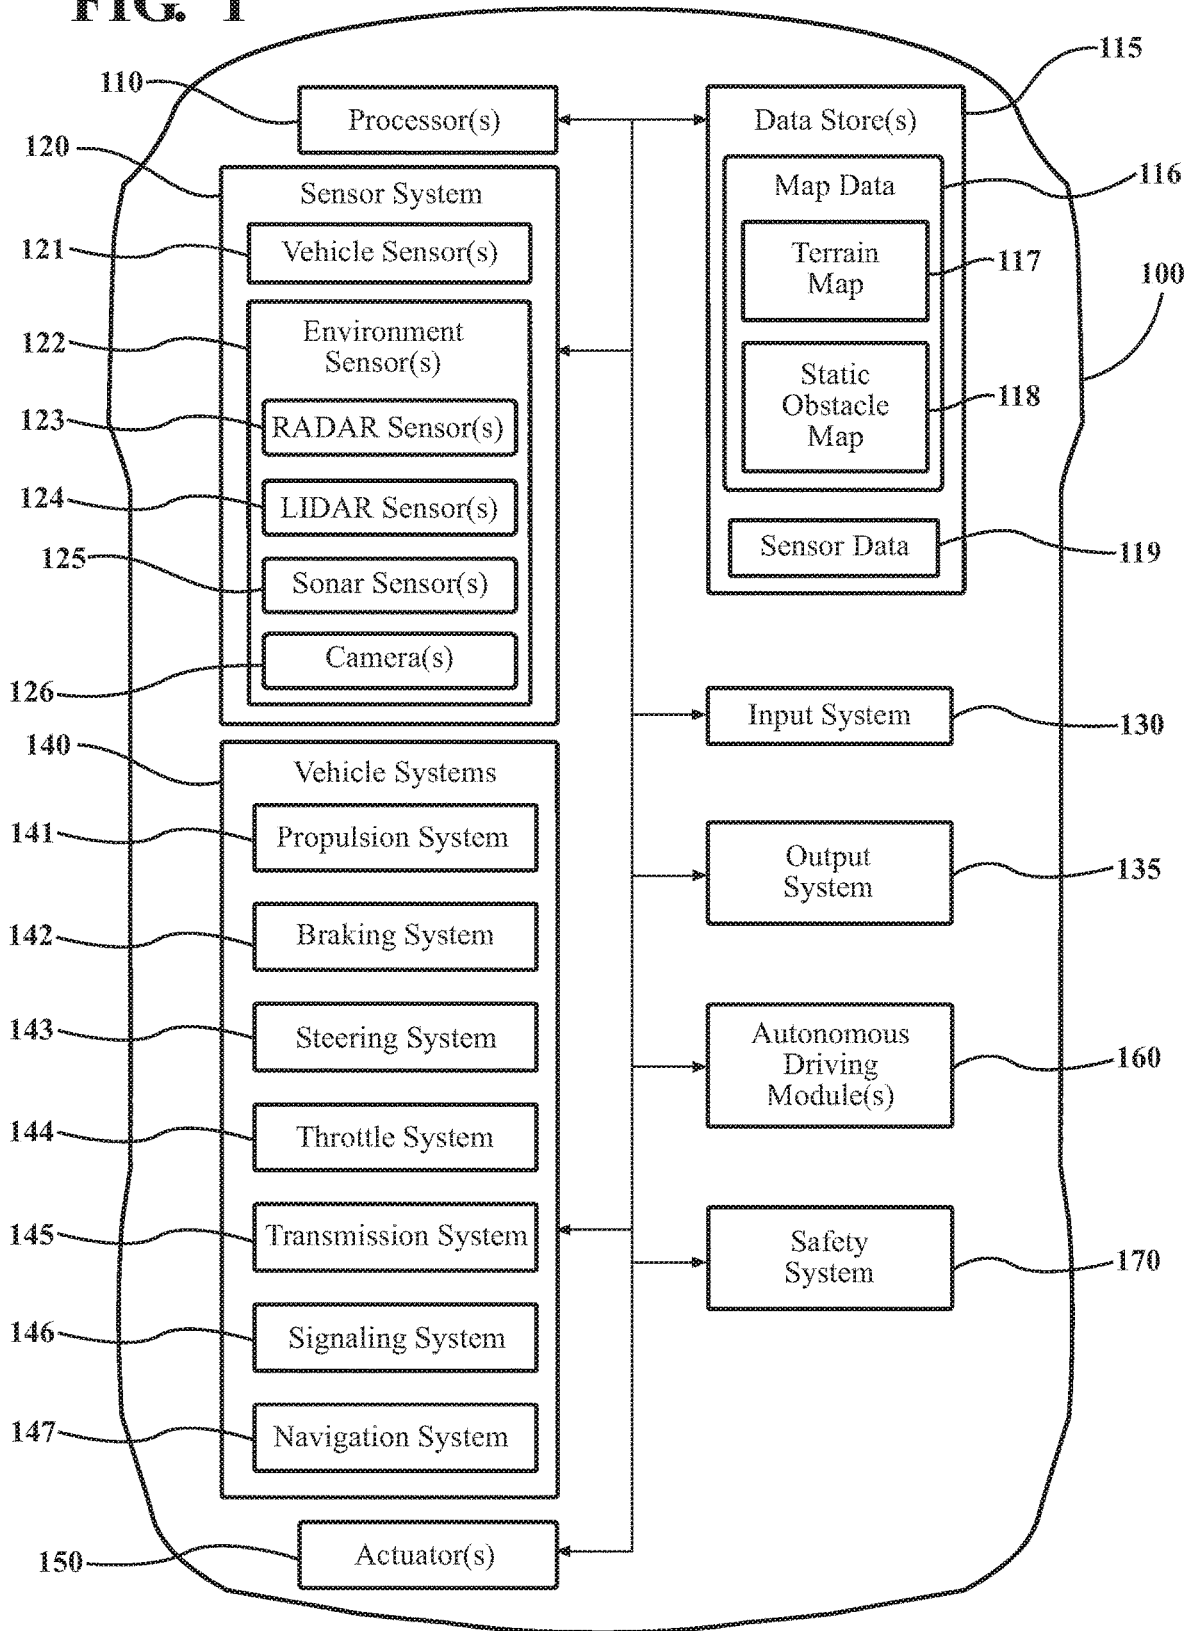 FIG. 1
110
Processor(s)
120
Sensor System
121
Vehicle Sensor(s)
122
Environment
Sensor(s)
123
RADAR Sensor(s)
124
LIDAR Sensor(s)
125
Sonar Sensor(s)
126
Camera(s)
140
Vehicle Systems
141
Propulsion System
142
Braking System
143
Steering System
144
Throttle System
145
Transmission System
146
Signaling System
147
Navigation System
150
Actuator(s)
115
Data Store(s)
116
Map Data
117
Terrain
Map
118
Static
Obstacle
Map
119
Sensor Data
100
130
Input System
135
Output
System
160
Autonomous
Driving
Module(s)
170
Safety
System